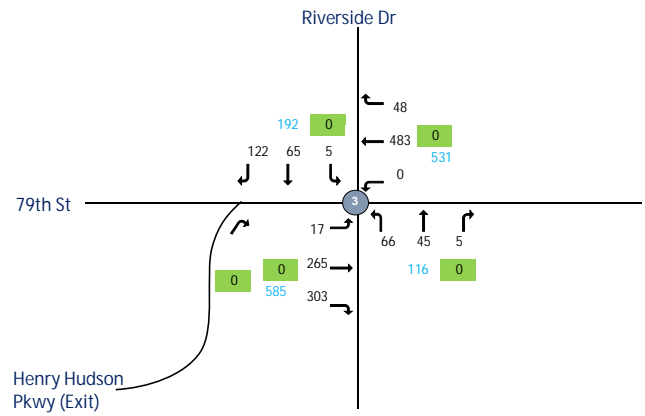 Riverside Dr
48
192 0
483 0
531
122 65 5
0
79th St
3
17
66 45 5
265
0
0
116 0
585
303
Henry Hudson
Pkwy (Exit)